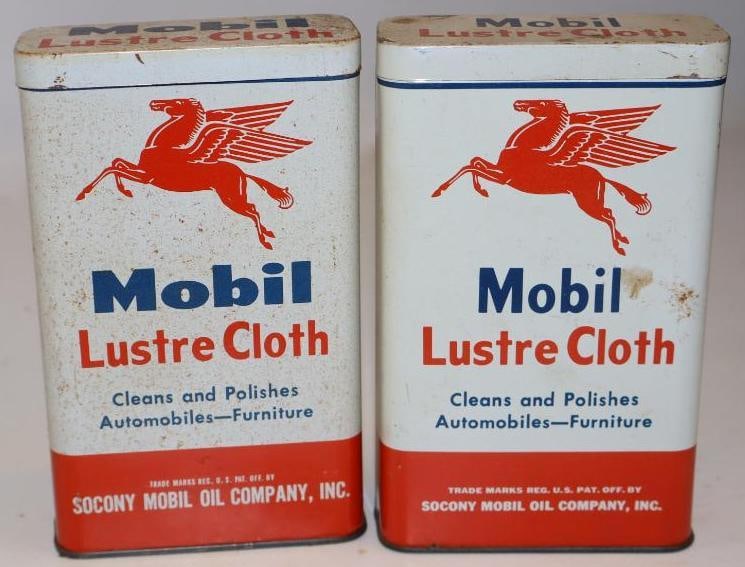 Mobil
Lustre Cloth
Mobil
Lustre Cloth
Cleans and Polishes
Automobiles—Furniture
TRADE MARKS REG. U. S. PAT. OFF. BY
SOCONY MOBIL OIL COMPANY, INC.
Mobil
Lustre Cloth
Mobil
Lustre Cloth
Cleans and Polishes
Automobiles—Furniture
TRADE MARKS REG. U.S. PAT. OFF. BY
SOCONY MOBIL OIL COMPANY, INC.